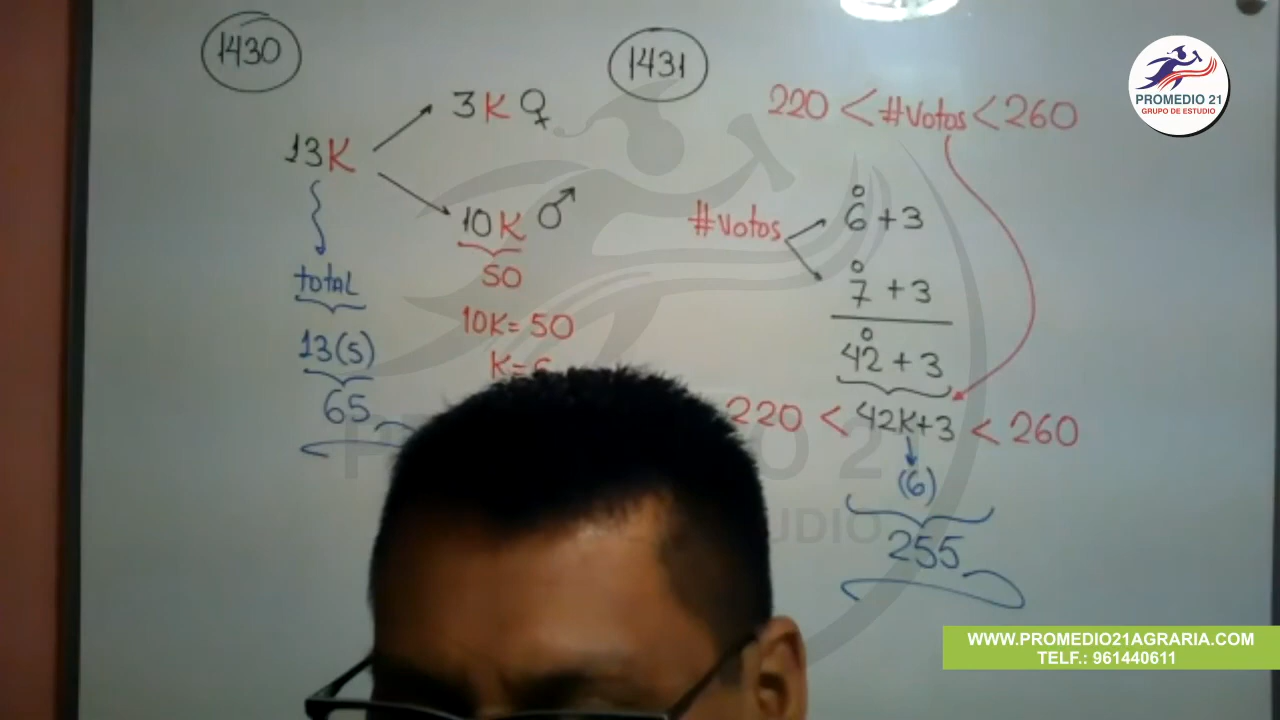 1430
13K
3K ♀
10K ♂
50
10K = 50
K=
total
13(5)
65
1431
220 < #votos < 260
#votos
6̊ + 3
7̊ + 3
42̊ + 3
220 < 42K+3 < 260
(6)
255
PROMEDIO 21
GRUPO DE ESTUDIO
WWW.PROMEDIO21AGRARIA.COM
TELF.: 961440611